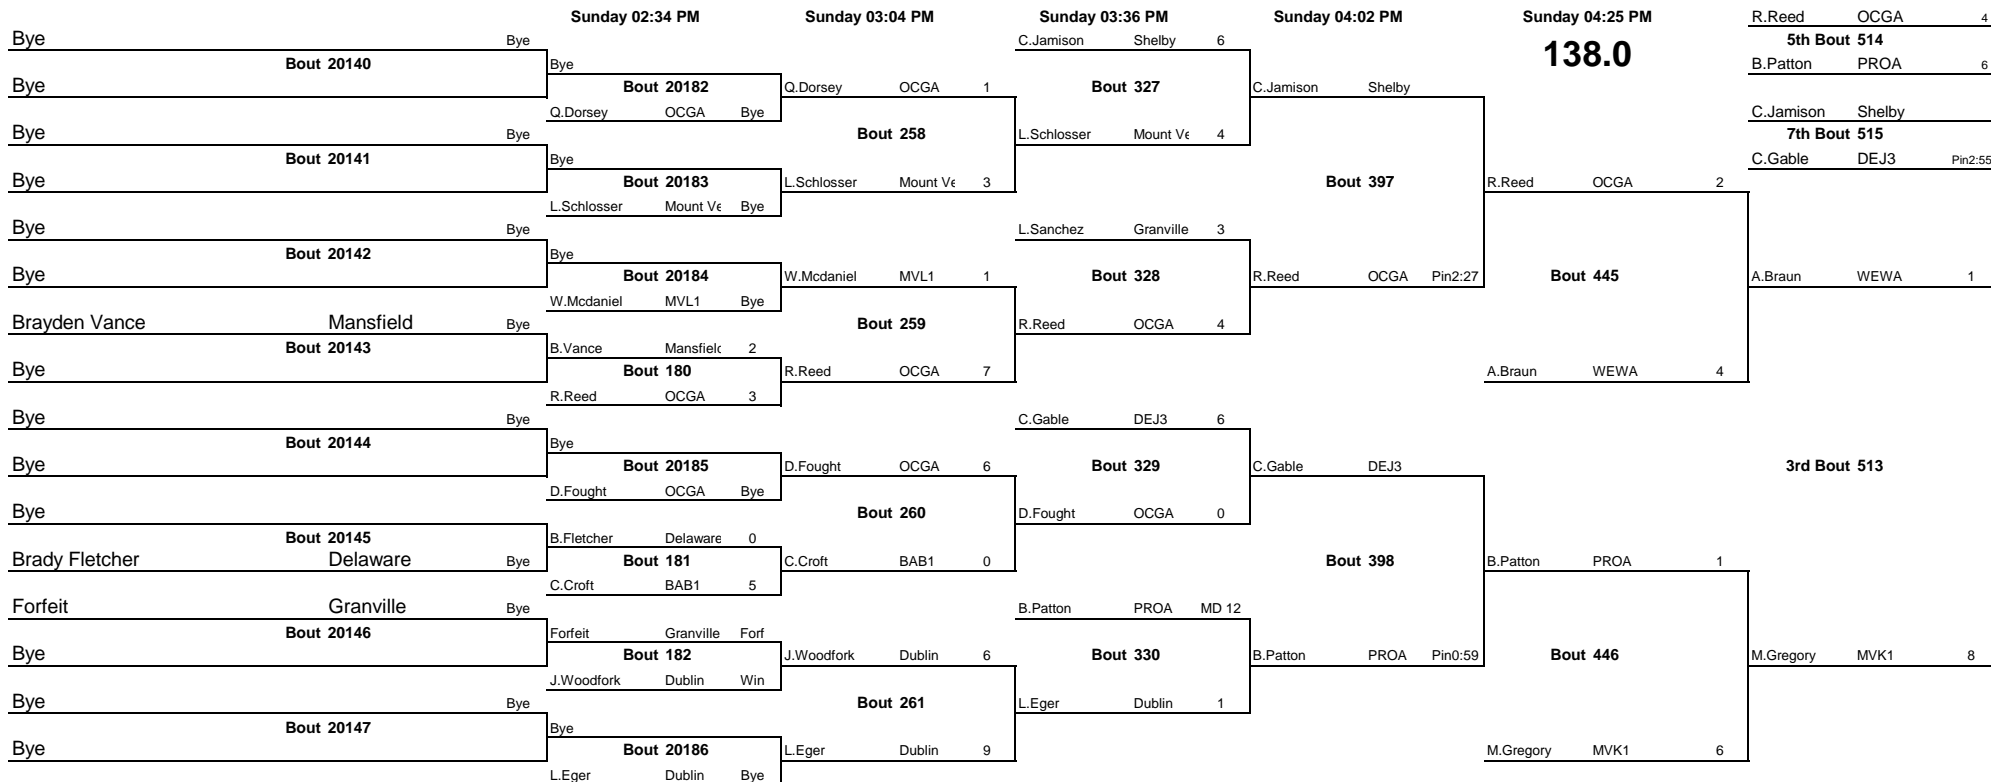 Sunday 02:34 PM Sunday 03:04 PM Sunday 03:36 PM Sunday 04:02 PM Sunday 04:25 PM R.Reed OCGA 4
Bye Bye C.Jamison Shelby 6 138.0 5th Bout 514
Bout 20140 Bye B.Patton PROA 6
Bye Bout 20182 Q.Dorsey OCGA 1 Bout 327 C.Jamison Shelby
Q.Dorsey OCGA Bye C.Jamison Shelby
Bye Bye Bout 258 L.Schlosser Mount Ve 4 7th Bout 515
Bout 20141 Bye C.Gable DEJ3 Pin2:55
Bye Bout 20183 L.Schlosser Mount Ve 3 Bout 397 R.Reed OCGA 2
L.Schlosser Mount Ve Bye
Bye Bye L.Sanchez Granville 3
Bout 20142 Bye
Bye Bout 20184 W.Mcdaniel MVL1 1 Bout 328 R.Reed OCGA Pin2:27 Bout 445 A.Braun WEWA 1
W.Mcdaniel MVL1 Bye
Brayden Vance Mansfield Bye Bout 259 R.Reed OCGA 4
Bout 20143 B.Vance Mansfielc 2
Bye Bout 180 R.Reed OCGA 7 A.Braun WEWA 4
R.Reed OCGA 3
Bye Bye C.Gable DEJ3 6
Bout 20144 Bye
Bye Bout 20185 D.Fought OCGA 6 Bout 329 C.Gable DEJ3 3rd Bout 513
D.Fought OCGA Bye
Bye Bout 260 D.Fought OCGA 0
Bout 20145 B.Fletcher Delaware 0
Brady Fletcher Delaware Bye Bout 181 C.Croft BAB1 0 Bout 398 B.Patton PROA 1
C.Croft BAB1 5
Forfeit Granville Bye B.Patton PROA MD 12
Bout 20146 Forfeit Granville Forf
Bye Bout 182 J.Woodfork Dublin 6 Bout 330 B.Patton PROA Pin0:59 Bout 446 M.Gregory MVK1 8
J.Woodfork Dublin Win
Bye Bye Bout 261 L.Eger Dublin 1
Bout 20147 Bye
Bye Bout 20186 L.Eger Dublin 9 M.Gregory MVK1 6
L.Eger Dublin Bye